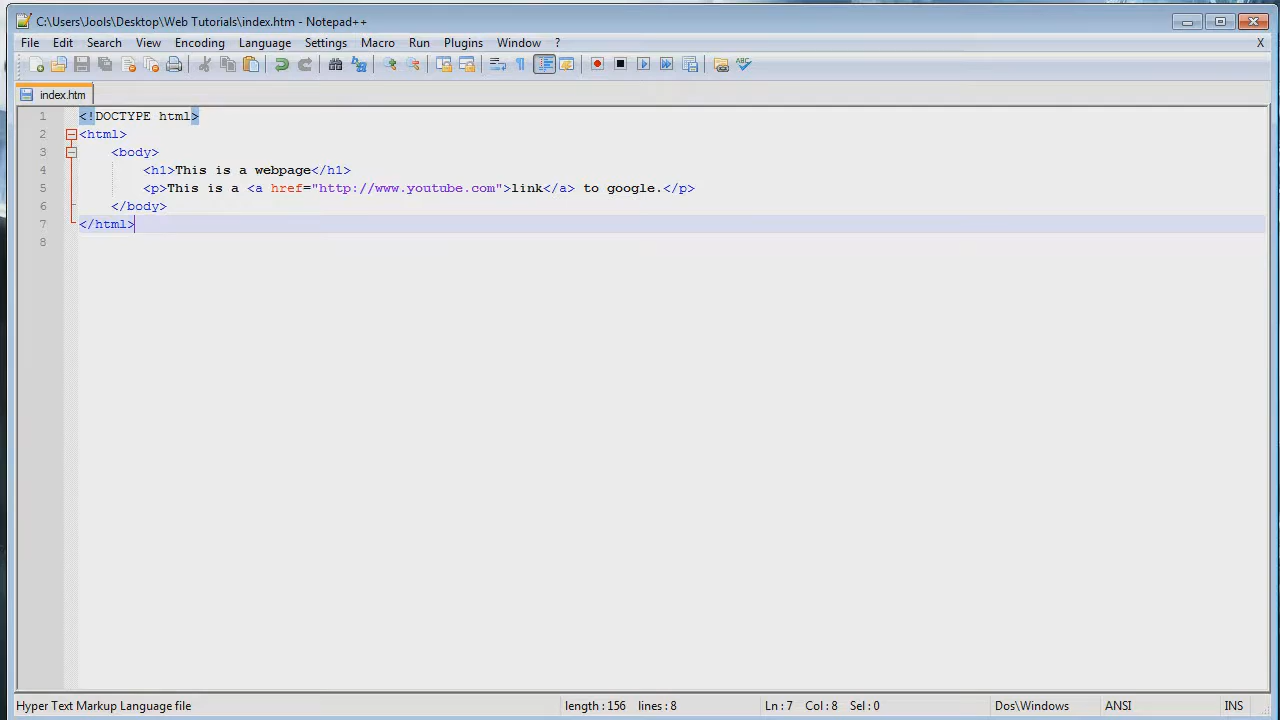 C:\Users\Jools\Desktop\Web Tutorials\index.htm - Notepad++
File Edit Search View Encoding Language Settings Macro Run Plugins Window ? X
index.htm
1 <!DOCTYPE html>
2 <html>
3 <body>
4 <h1>This is a webpage</h1>
5 <p>This is a <a href="http://www.youtube.com">link</a> to google.</p>
6 </body>
7 </html>
8
Hyper Text Markup Language file length : 156 lines : 8 Ln : 7 Col : 8 Sel : 0 Dos\Windows ANSI INS